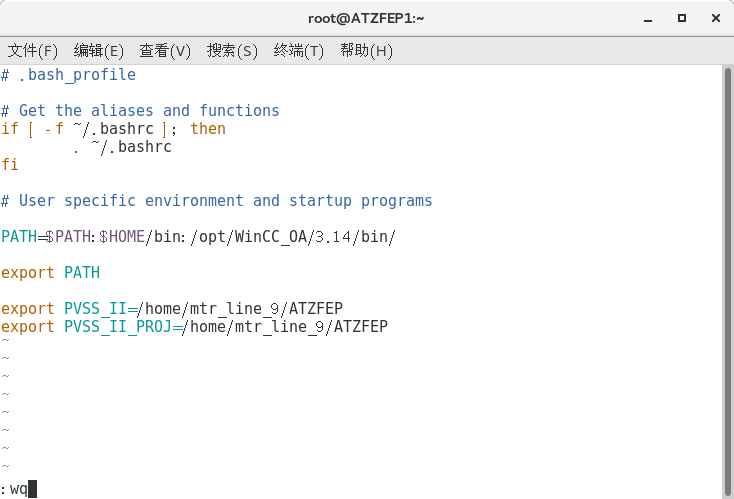 root@ATZFEP1:~
文件(F) 编辑(E) 查看(V) 搜索(S) 终端(T) 帮助(H)
# .bash_profile
# Get the aliases and functions
if [ -f ~/.bashrc ]; then
        . ~/.bashrc
fi
# User specific environment and startup programs
PATH=$PATH:$HOME/bin:/opt/WinCC_OA/3.14/bin/
export PATH
export PVSS_II=/home/mtr_line_9/ATZFEP
export PVSS_II_PROJ=/home/mtr_line_9/ATZFEP
~
~
~
~
~
~
~
~
:wq